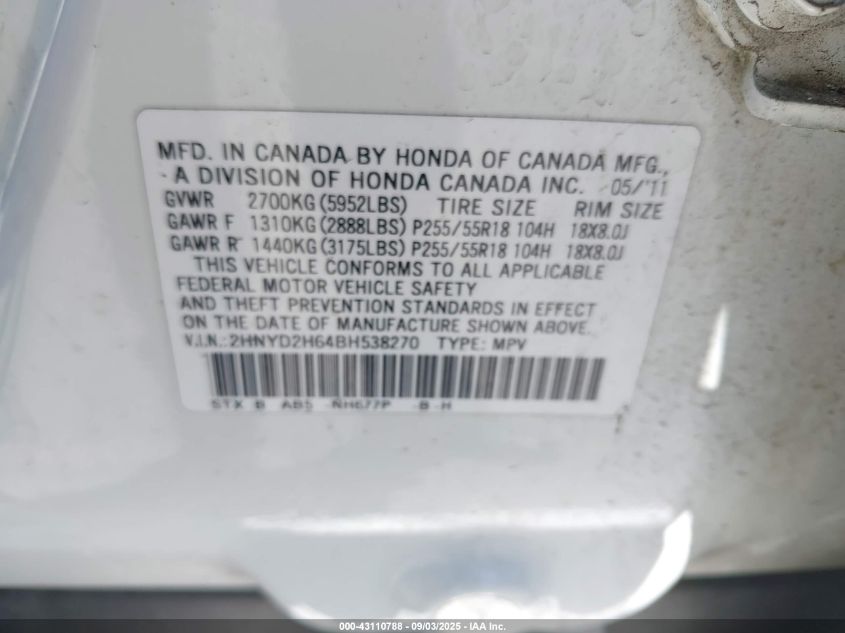 MFD. IN CANADA BY HONDA OF CANADA MFG.,
A DIVISION OF HONDA CANADA INC. 05/'11
GVWR 2700KG(5952LBS) TIRE SIZE RIM SIZE
GAWR F 1310KG(2888LBS) P255/55R18 104H 18X8.0J
GAWR R 1440KG(3175LBS) P255/55R18 104H 18X8.0J
THIS VEHICLE CONFORMS TO ALL APPLICABLE
FEDERAL MOTOR VEHICLE SAFETY
AND THEFT PREVENTION STANDARDS IN EFFECT
ON THE DATE OF MANUFACTURE SHOWN ABOVE.
V.I.N.:2HNYD2H64BH538270 TYPE: MPV
STX B AB5 -NH677P -B-H
000-43110788 - 09/03/2025 - IAA Inc.